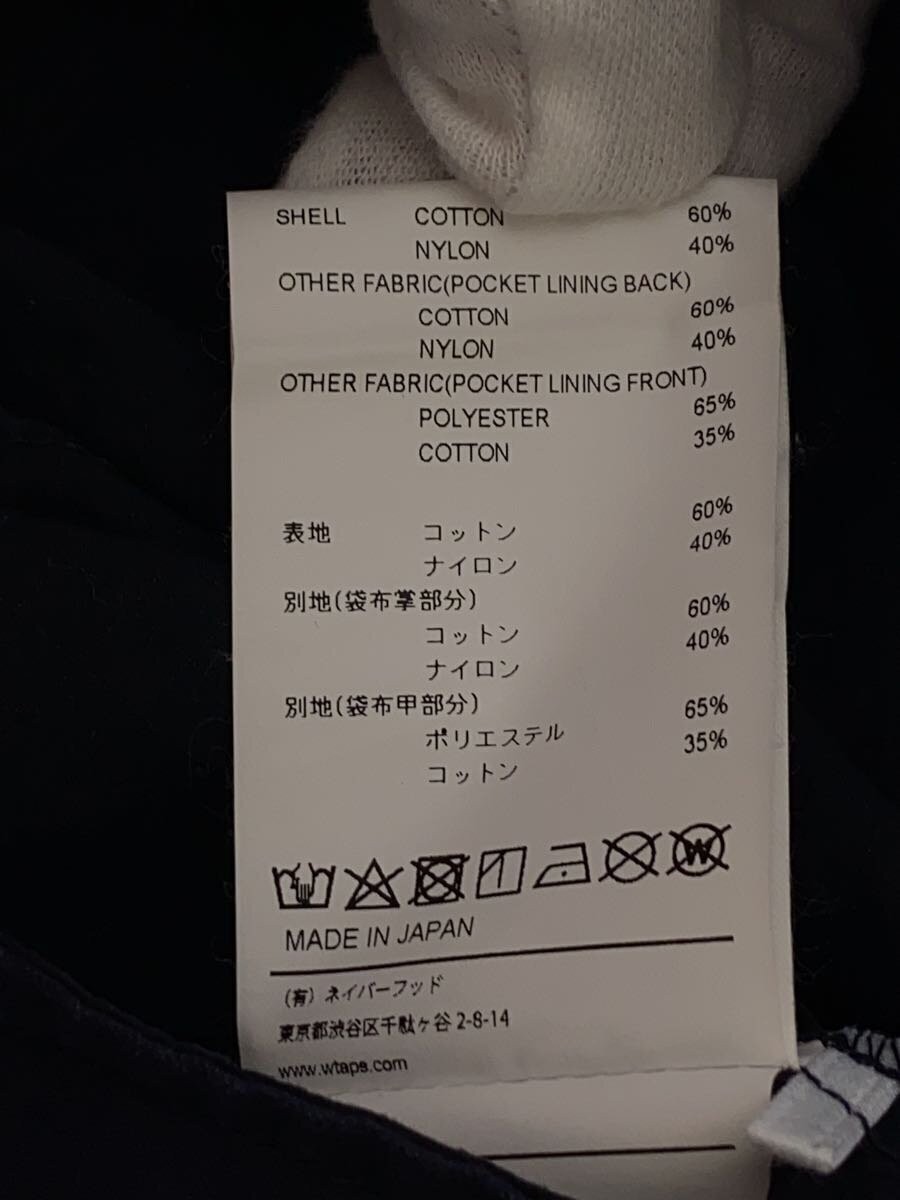 SHELL COTTON 60%
NYLON 40%
OTHER FABRIC(POCKET LINING BACK)
COTTON 60%
NYLON 40%
OTHER FABRIC(POCKET LINING FRONT)
POLYESTER 65%
COTTON 35%
表地 コットン 60%
ナイロン 40%
別地(袋布掌部分)
コットン 60%
ナイロン 40%
別地(袋布甲部分)
ポリエステル 65%
コットン 35%
W
MADE IN JAPAN
(有) ネイバーフッド
東京都渋谷区千駄ヶ谷 2-8-14
www.wtaps.com